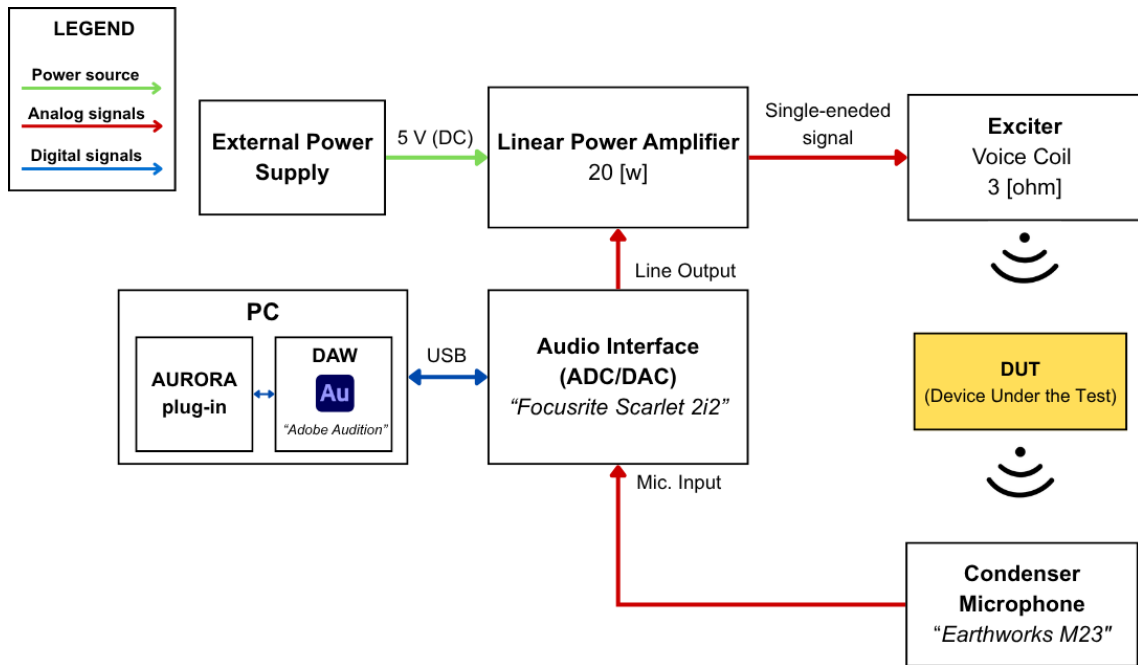 LEGEND
Power source
Analog signals
Digital signals
External Power
Supply
5 V (DC)
Linear Power Amplifier
20 [w]
Single-eneded
signal
Exciter
Voice Coil
3 [ohm]
Line Output
PC
AURORA
plug-in
DAW
Au
“Adobe Audition”
USB
Audio Interface
(ADC/DAC)
“Focusrite Scarlet 2i2”
DUT
(Device Under the Test)
Mic. Input
Condenser
Microphone
“Earthworks M23"